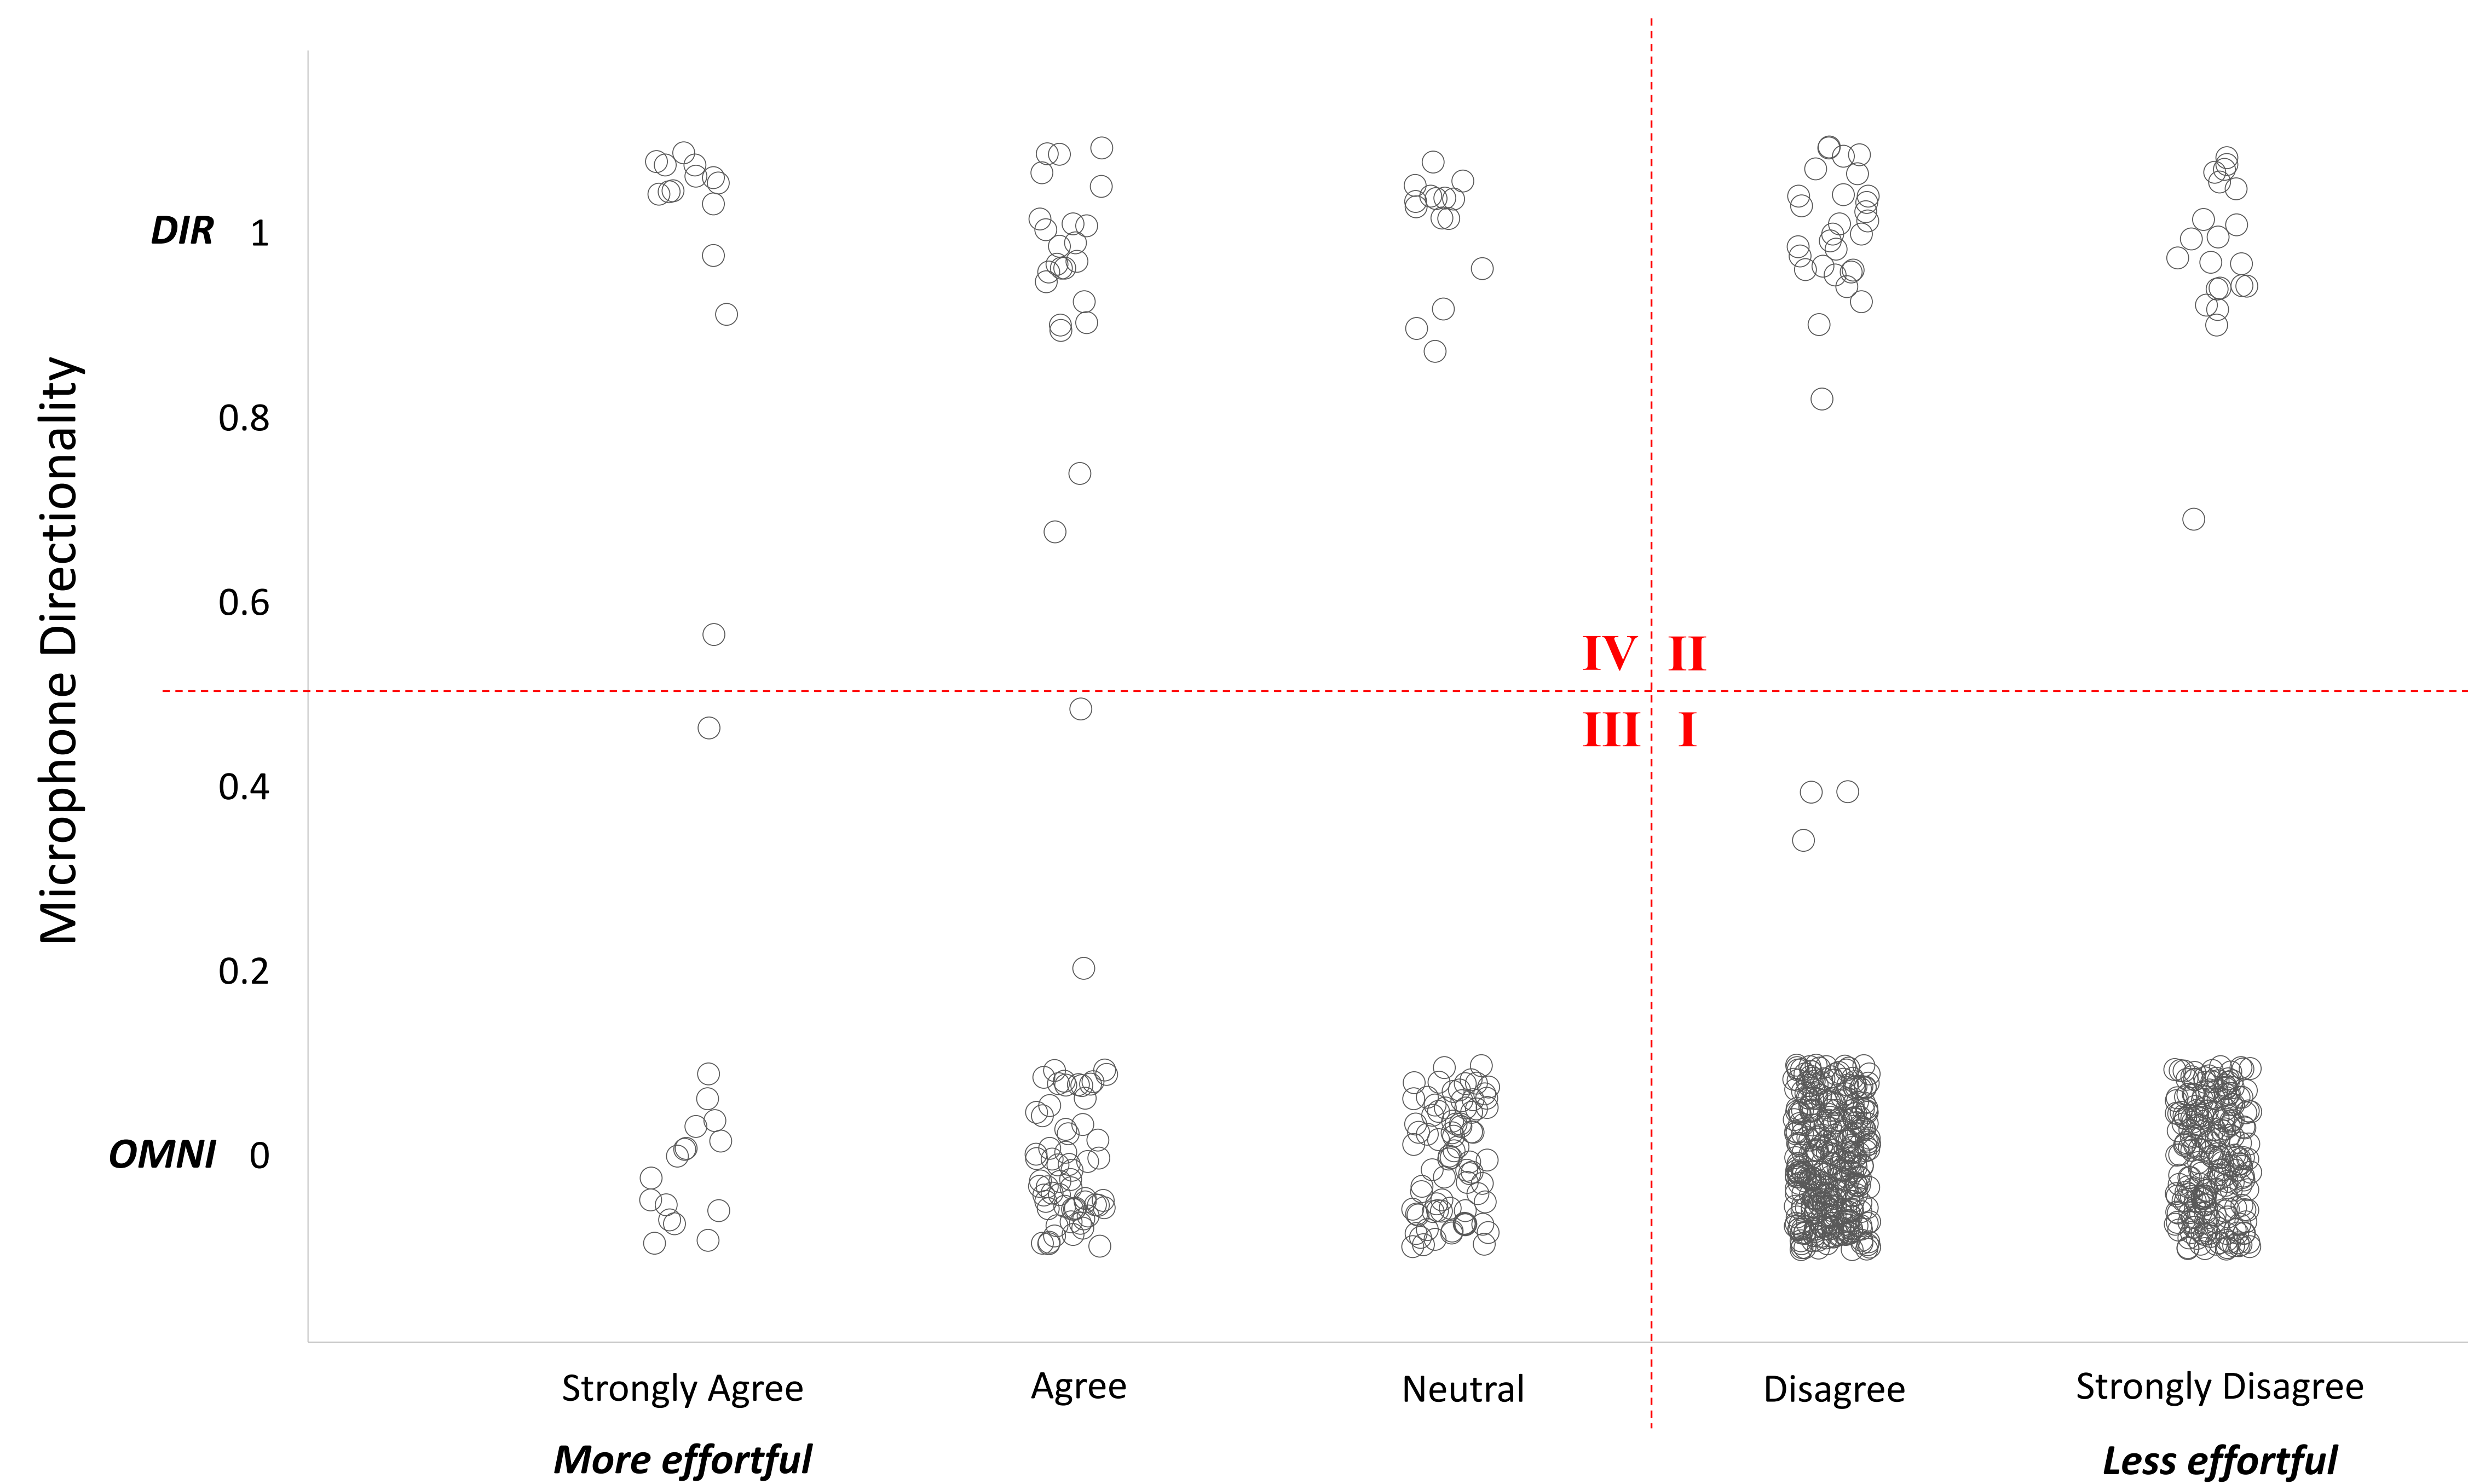 Microphone Directionality
DIR 1
0.8
0.6
IV II
III I
0.4
0.2
OMNI 0
Strongly Agree Agree Neutral Disagree Strongly Disagree
More effortful Less effortful